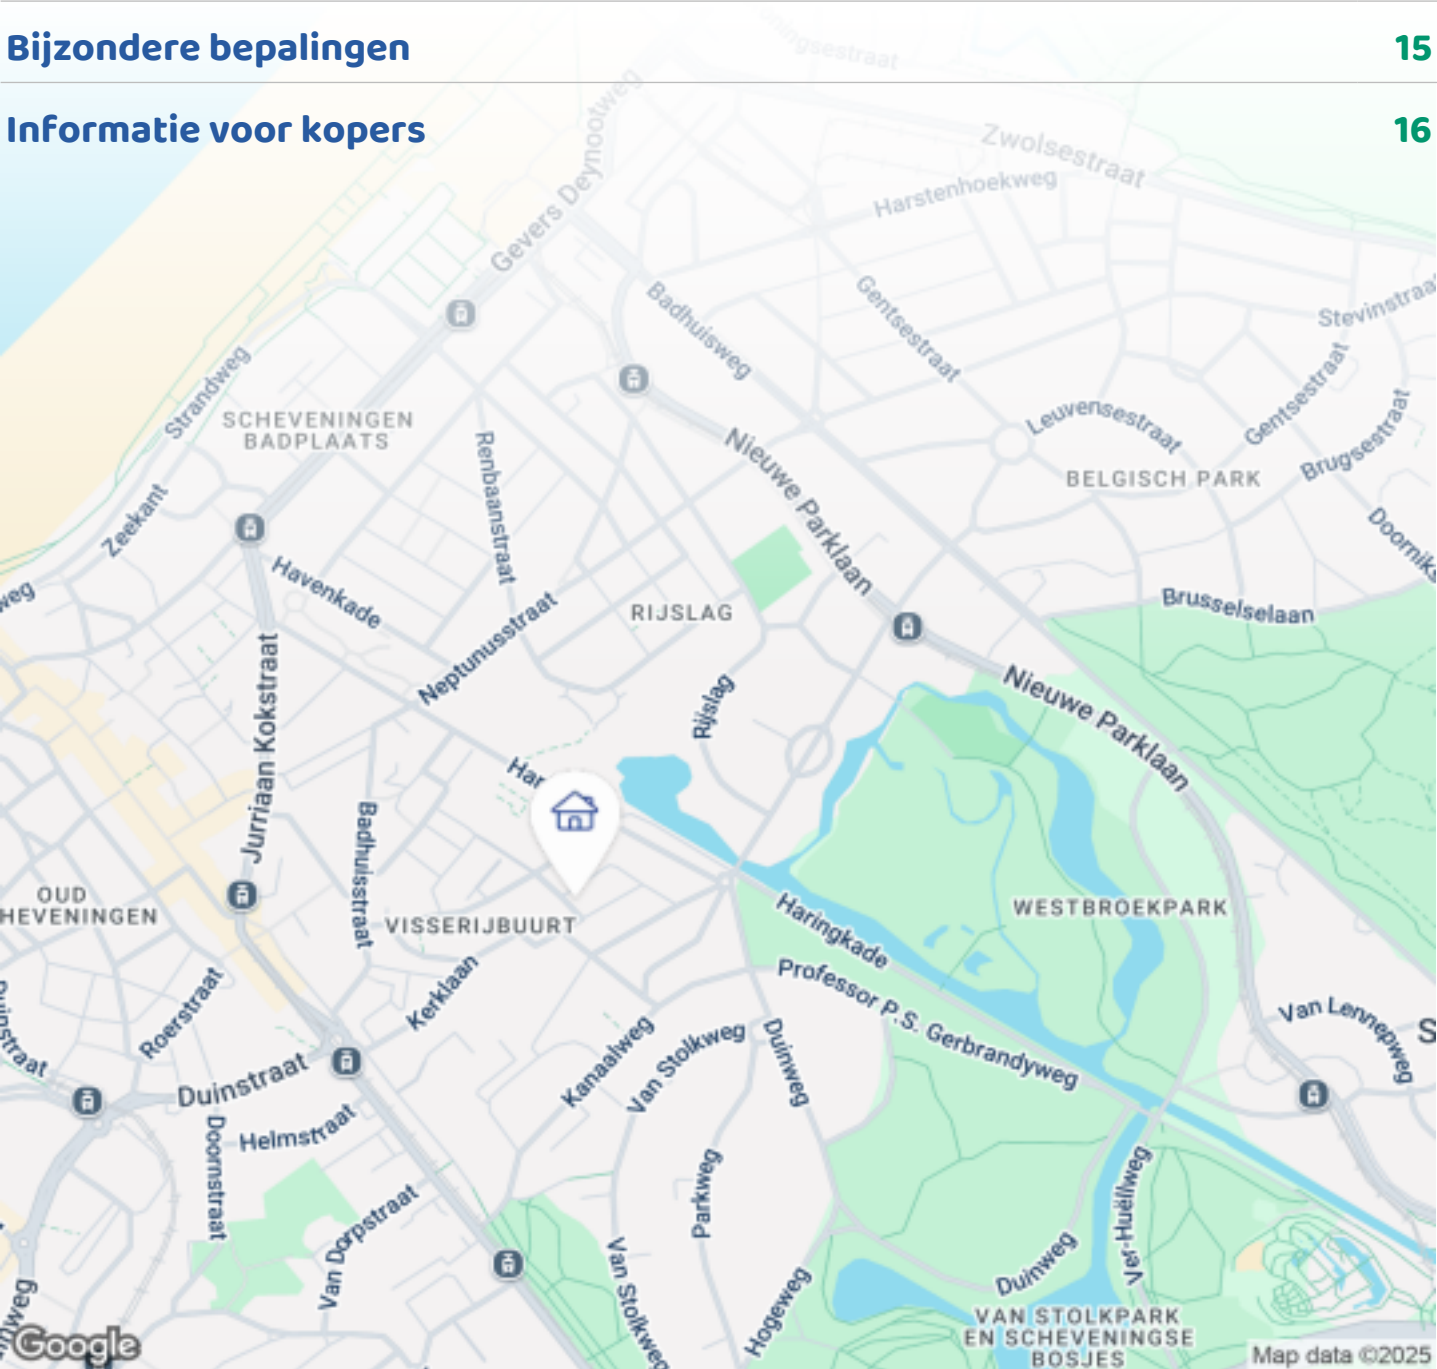 Bijzondere bepalingen 15
Informatie voor kopers 16
Gevers Deynootweg
Zwolsestraat
Harstenhoekweg
Badhuisweg
Gentsestraat
Stevinstraat
Strandweg
SCHEVENINGEN
BADPLAATS
Renbaanstraat
Nieuwe Parklaan
Leuvensestraat
Gentsestraat
Brugsestraat
BELGISCH PARK
Zeekant
Havenkade
Doorniks
weg
Neptunusstraat
RIJSLAG
Brusselselaan
Jurriaan Kokstraat
Rijslag
Nieuwe Parklaan
Har
Badhuisstraat
OUD
HEVENINGEN
VISSERIJBUURT
Haringkade
WESTBROEKPARK
Kerklaan
Professor P.S. Gerbrandyweg
Roerstraat
Duinstraat
Kanaalweg
Van Stolkweg
Duinweg
Van Lennepweg
S
Helmstraat
Doornstraat
Van Dorpstraat
Parkweg
Ver-Huëllweg
Van Stolkweg
Hogeweg
Duinweg
VAN STOLKPARK
EN SCHEVENINGSE
BOSJES
Google
Map data ©2025